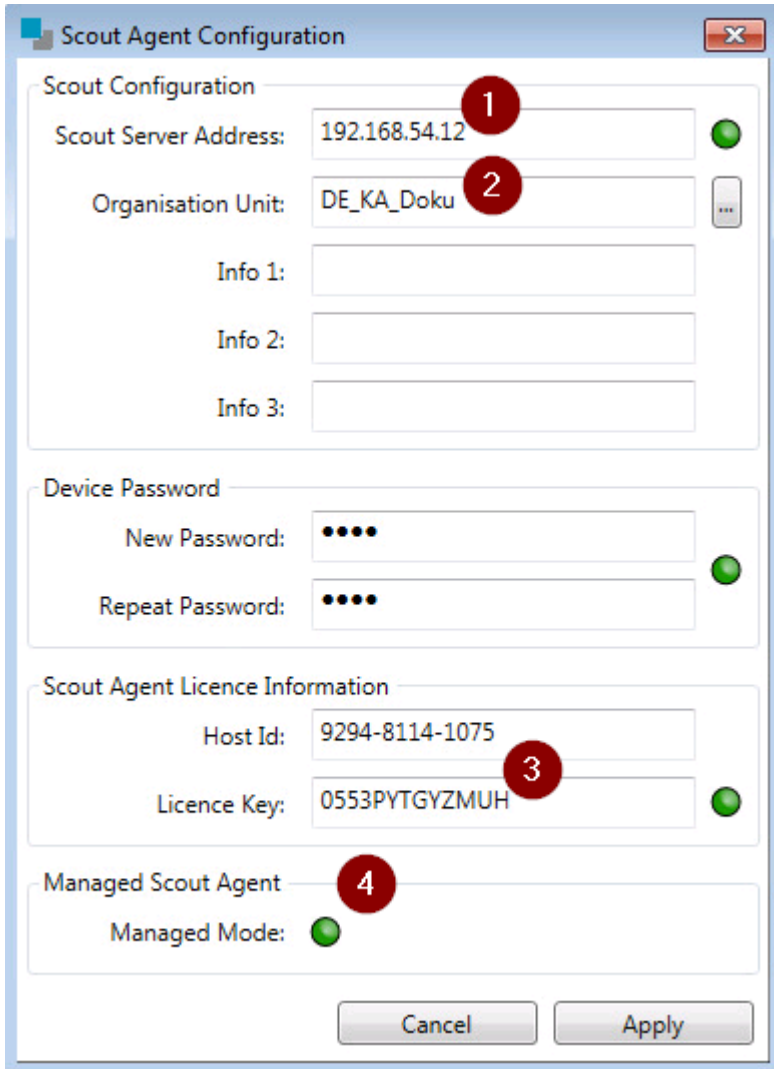 Scout Agent Configuration
Scout Configuration
1
Scout Server Address: 192.168.54.12
2
Organisation Unit: DE_KA_Doku ...
Info 1:
Info 2:
Info 3:
Device Password
New Password: ••••
Repeat Password: ••••
Scout Agent Licence Information
Host Id: 9294-8114-1075
3
Licence Key: 0553PYTGYZMUH
Managed Scout Agent 4
Managed Mode:
Cancel Apply